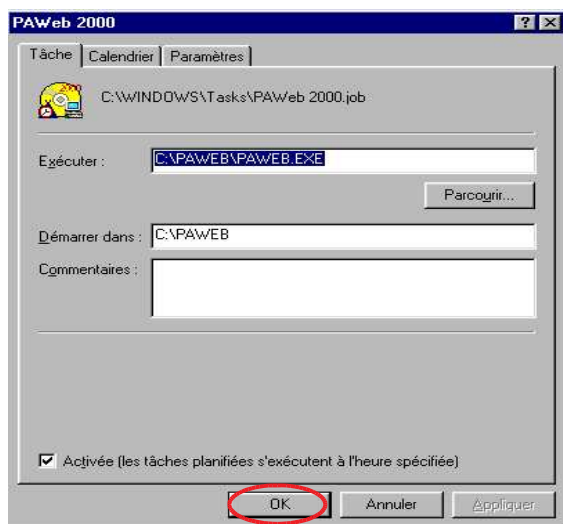 PAWeb 2000
Tâche Calendrier Paramètres
C:\WINDOWS\Tasks\PAWeb 2000.job
Exécuter : C:\PAWEB\PAWEB.EXE
Parcourir...
Démarrer dans : C:\PAWEB
Commentaires :
Activée (les tâches planifiées s'exécutent à l'heure spécifiée)
OK Annuler Appliquer